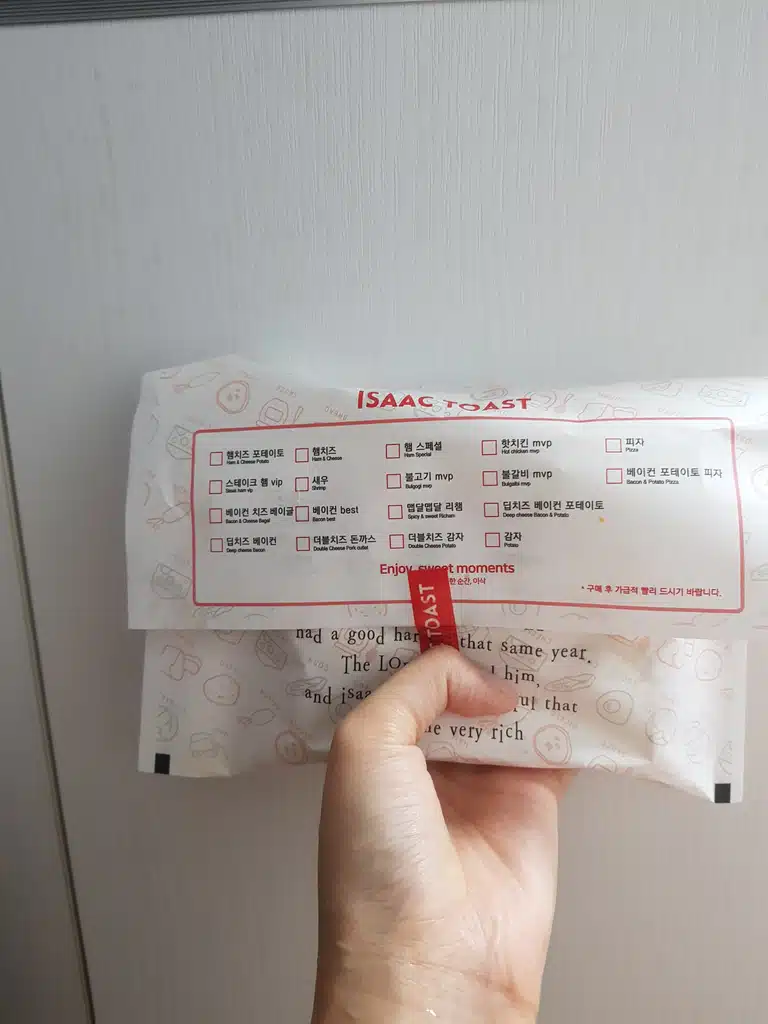 ISAAC TOAST
햄치즈 포테이토 햄치즈 햄 스페셜 핫치킨 mvp 피자
Ham & Cheese Potato Ham & Cheese Ham Special Hot chicken mvp Pizza
스테이크 햄 vip 새우 불고기 mvp 불갈비 mvp 베이컨 포테이토 피자
Steak ham vip Shrimp Bulgogi mvp Bulgalbi mvp Bacon & Potato Pizza
베이컨 치즈 베이글 베이컨 best 맵달맵달 리챔 딥치즈 베이컨 포테이토
Bacon & Cheese Bagel Bacon best Spicy & sweet Richam Deep cheese Bacon & Potato
딥치즈 베이컨 더블치즈 돈까스 더블치즈 감자 감자
Deep cheese Bacon Double Cheese Pork cutlet Double Cheese Potato Potato
Enjoy, sweet moments
한 순간, 이삭
* 구매 후 가급적 빨리 드시기 바랍니다.
TOAST
had a good that same year.
The him,
and that
very rich